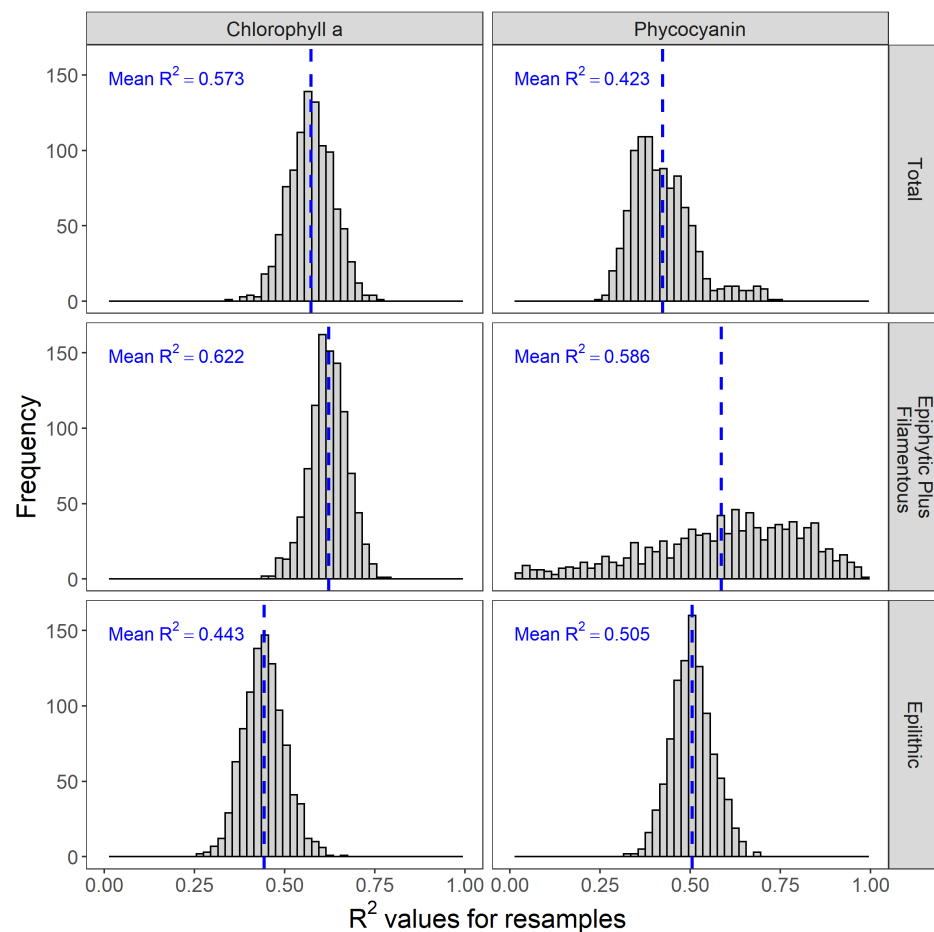 Chlorophyll a
Phycocyanin
Mean R² = 0.573
Mean R² = 0.423
150
100
50
0
Total
Mean R² = 0.622
Mean R² = 0.586
150
100
50
0
Epiphytic Plus
Filamentous
Mean R² = 0.443
Mean R² = 0.505
150
100
50
0
Epilithic
Frequency
0.00 0.25 0.50 0.75 1.00
0.00 0.25 0.50 0.75 1.00
R² values for resamples